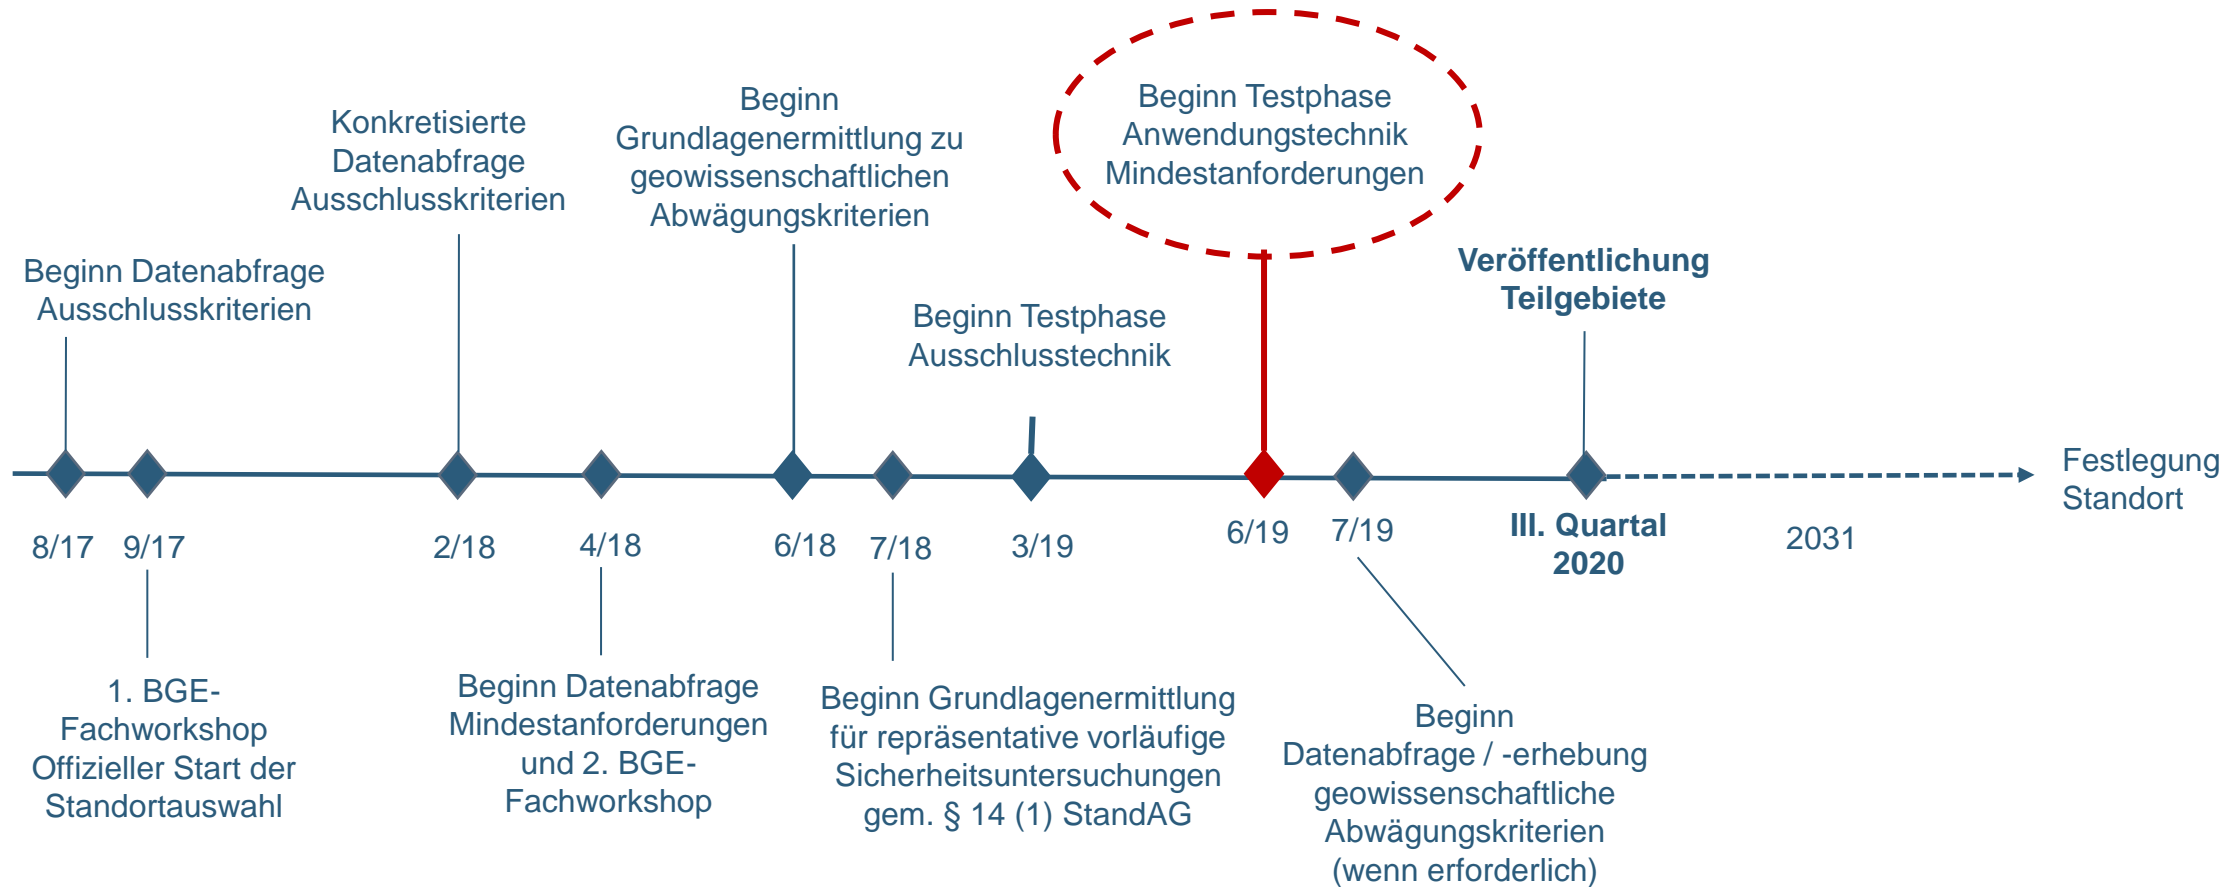 Beginn Datenabfrage
Ausschlusskriterien
Konkretisierte
Datenabfrage
Ausschlusskriterien
Beginn
Grundlagenermittlung zu
geowissenschaftlichen
Abwägungskriterien
Beginn Testphase
Ausschlusstechnik
Beginn Testphase
Anwendungstechnik
Mindestanforderungen
Veröffentlichung
Teilgebiete
Festlegung
Standort
8/17
9/17
2/18
4/18
6/18
7/18
3/19
6/19
7/19
III. Quartal
2020
2031
1. BGE-
Fachworkshop
Offizieller Start der
Standortauswahl
Beginn Datenabfrage
Mindestanforderungen
und 2. BGE-
Fachworkshop
Beginn Grundlagenermittlung
für repräsentative vorläufige
Sicherheitsuntersuchungen
gem. § 14 (1) StandAG
Beginn
Datenabfrage / -erhebung
geowissenschaftliche
Abwägungskriterien
(wenn erforderlich)